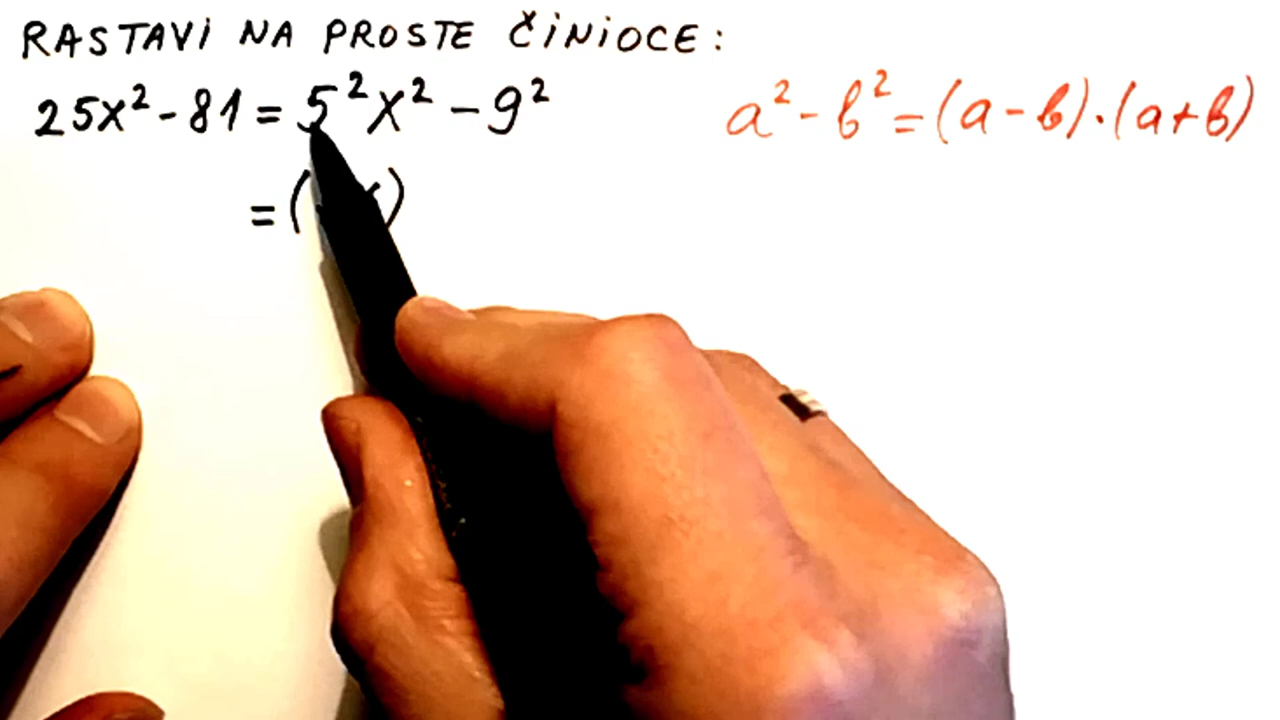 RASTAVI NA PROSTE ČINIOCE:
25x² - 81 = 5²x² - 9²
a² - b² = (a - b) · (a + b)
= ( x)